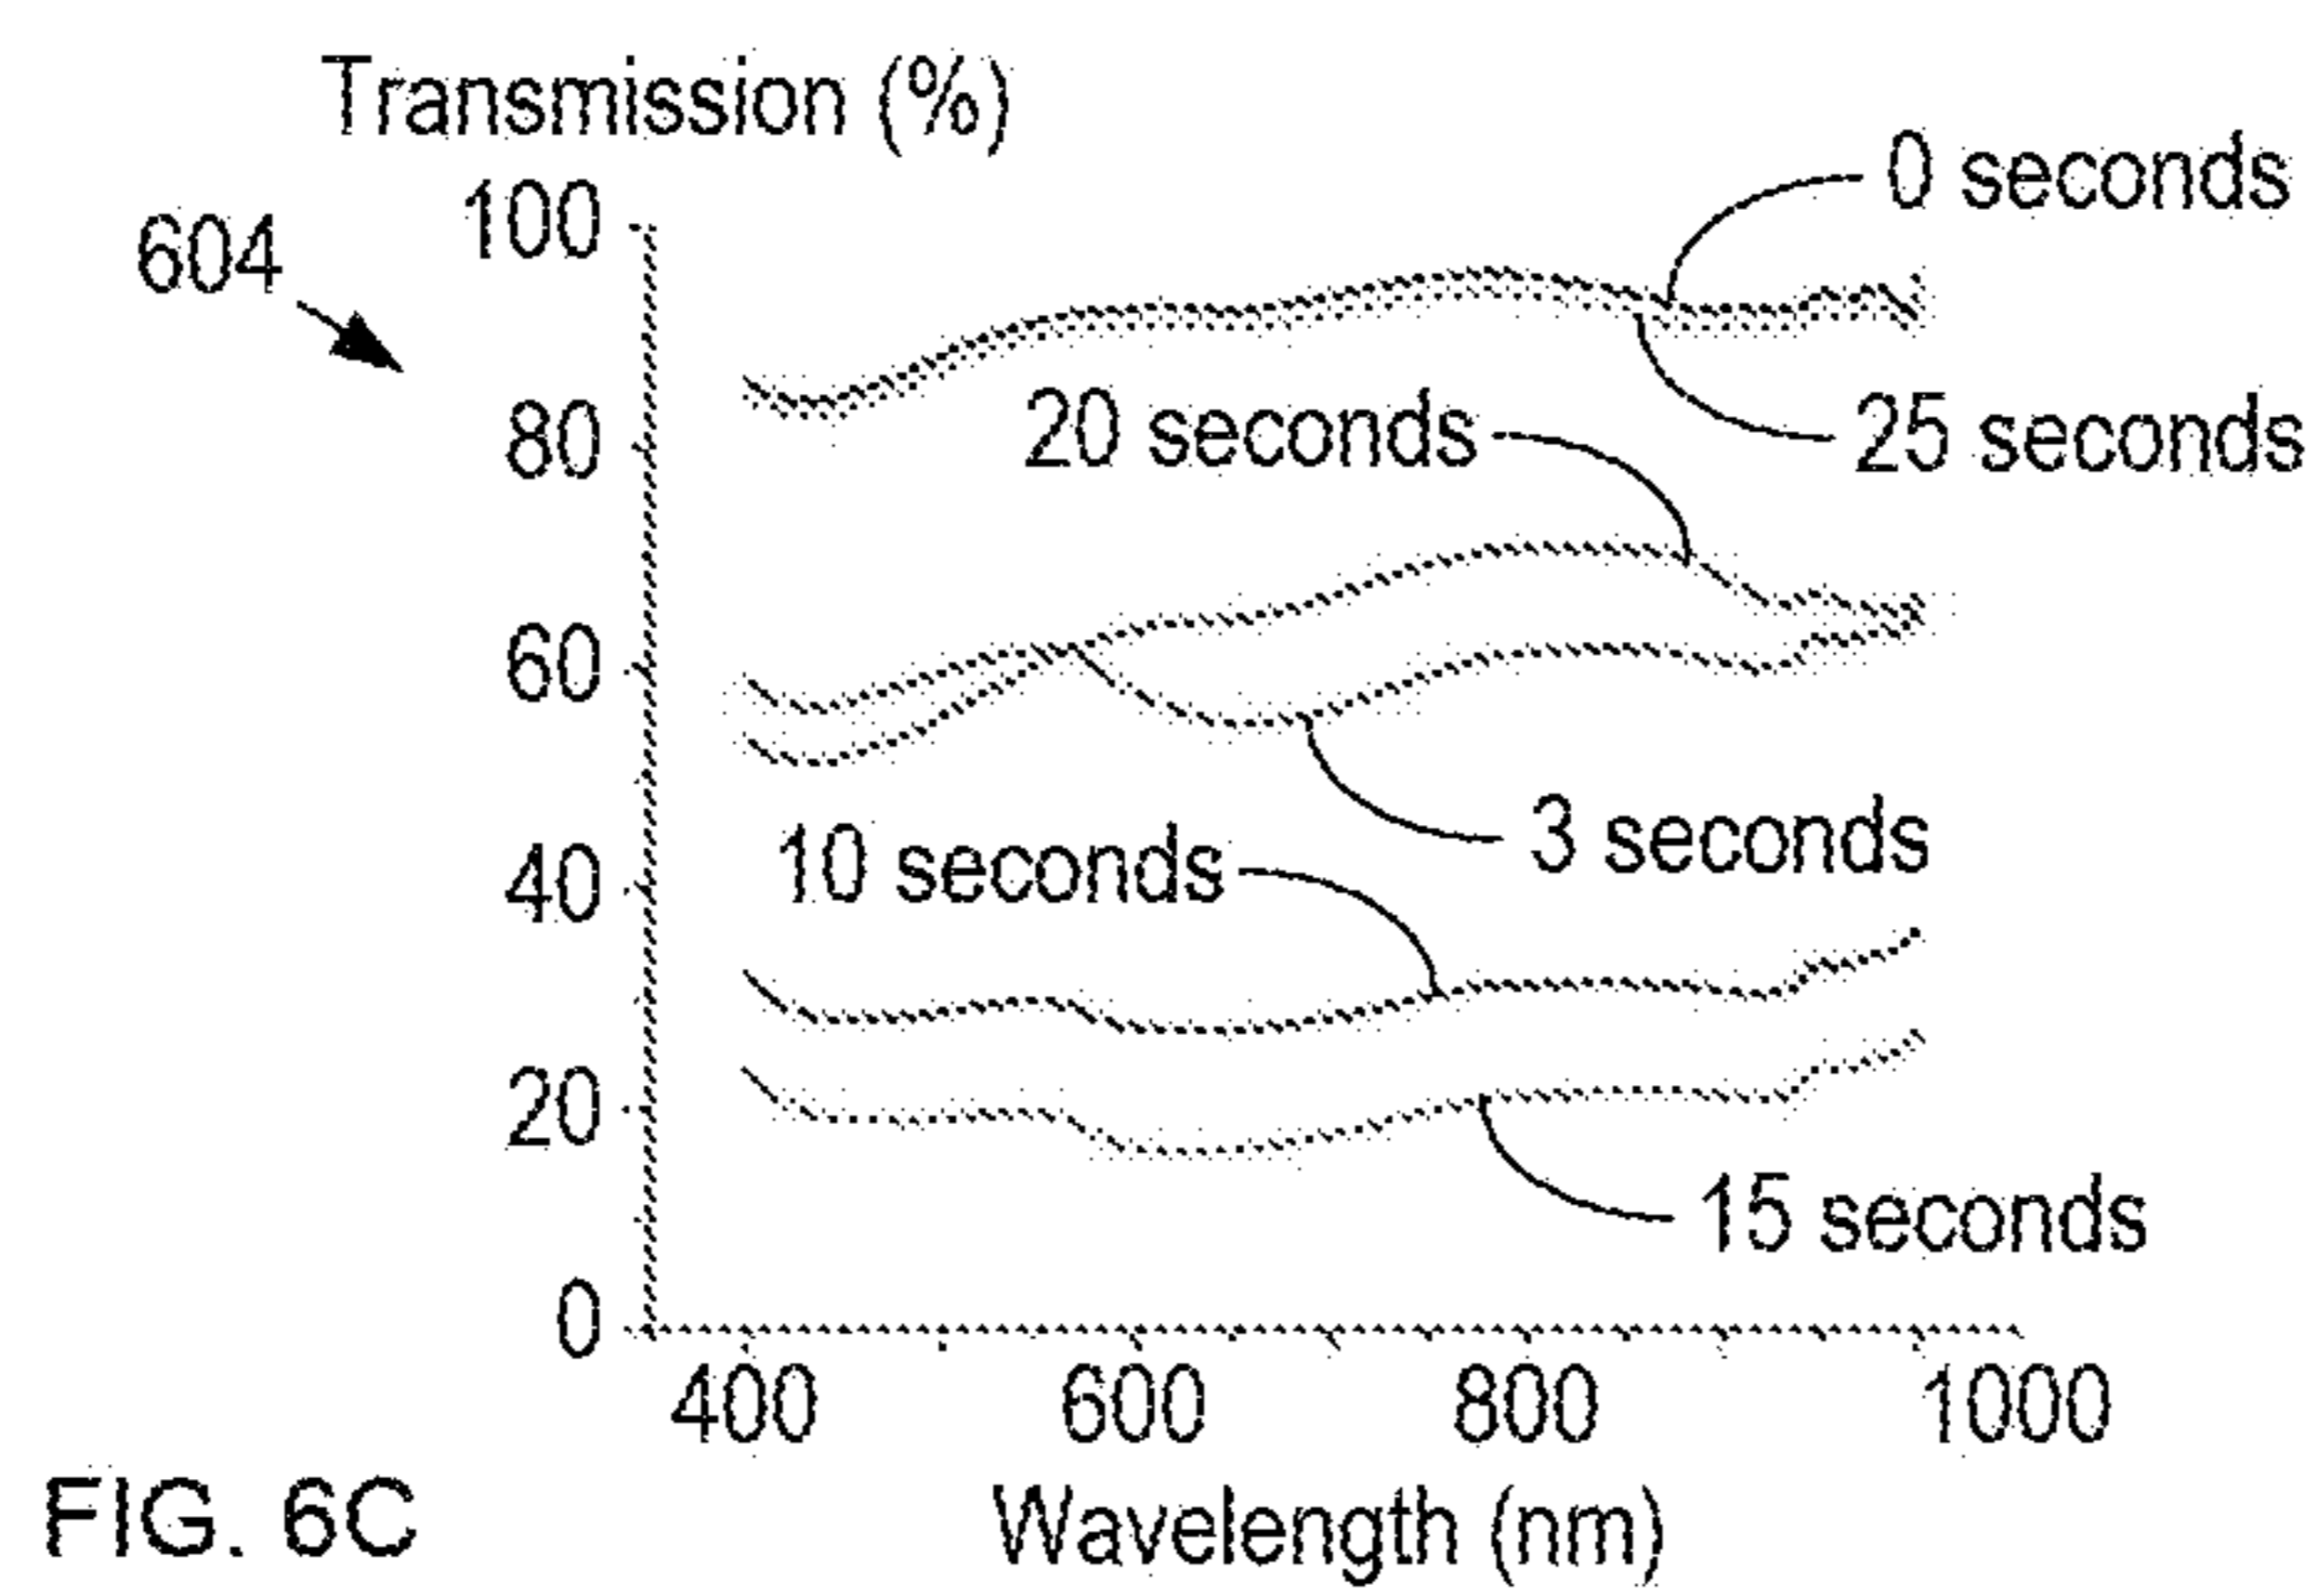 Transmission (%)
604
100
0 seconds
80
20 seconds
25 seconds
60
40
10 seconds
3 seconds
20
15 seconds
0
400 600 800 1000
Wavelength (nm)
FIG. 6C